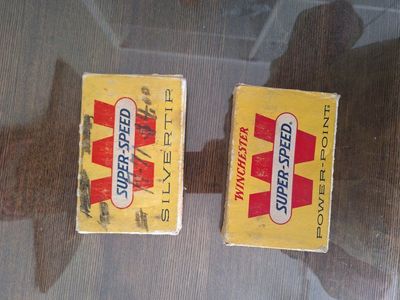 W
SUPER-SPEED
SILVERTIP
WINCHESTER
W
SUPER-SPEED
POWER-POINT